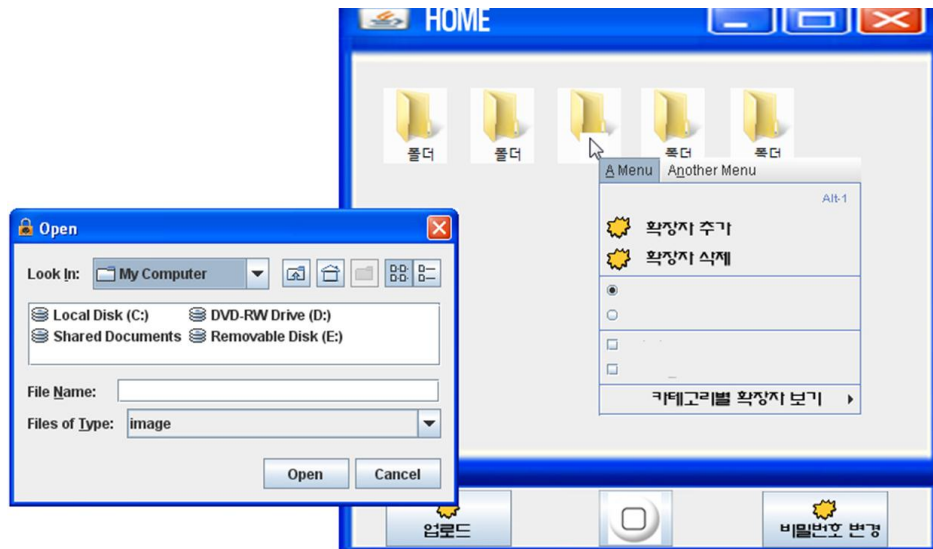 HOME
폴더 폴더 폴더 폴더
A Menu Another Menu
Alt-1
확장자 추가
확장자 삭제
카테고리별 확장자 보기
Open
Look In: My Computer
Local Disk (C:) DVD-RW Drive (D:)
Shared Documents Removable Disk (E:)
File Name:
Files of Type: image
Open Cancel
업로드 비밀번호 변경